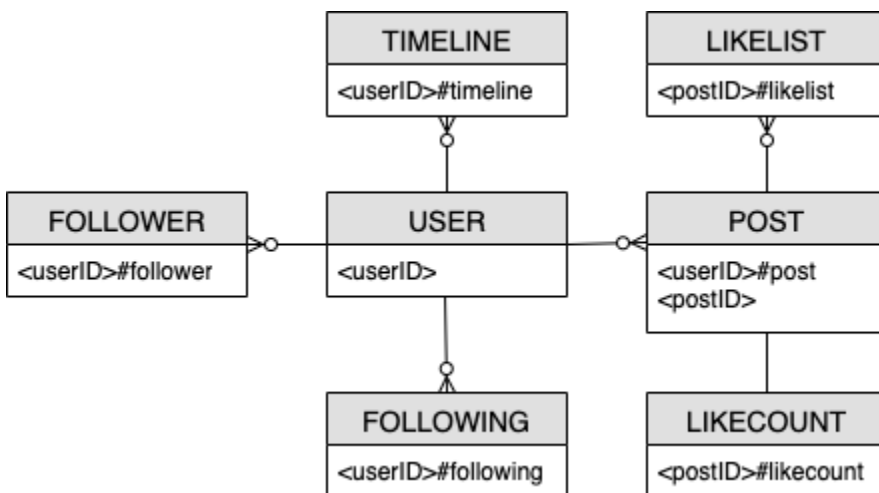 TIMELINE
<userID>#timeline
LIKELIST
<postID>#likelist
FOLLOWER
<userID>#follower
USER
<userID>
POST
<userID>#post
<postID>
FOLLOWING
<userID>#following
LIKECOUNT
<postID>#likecount